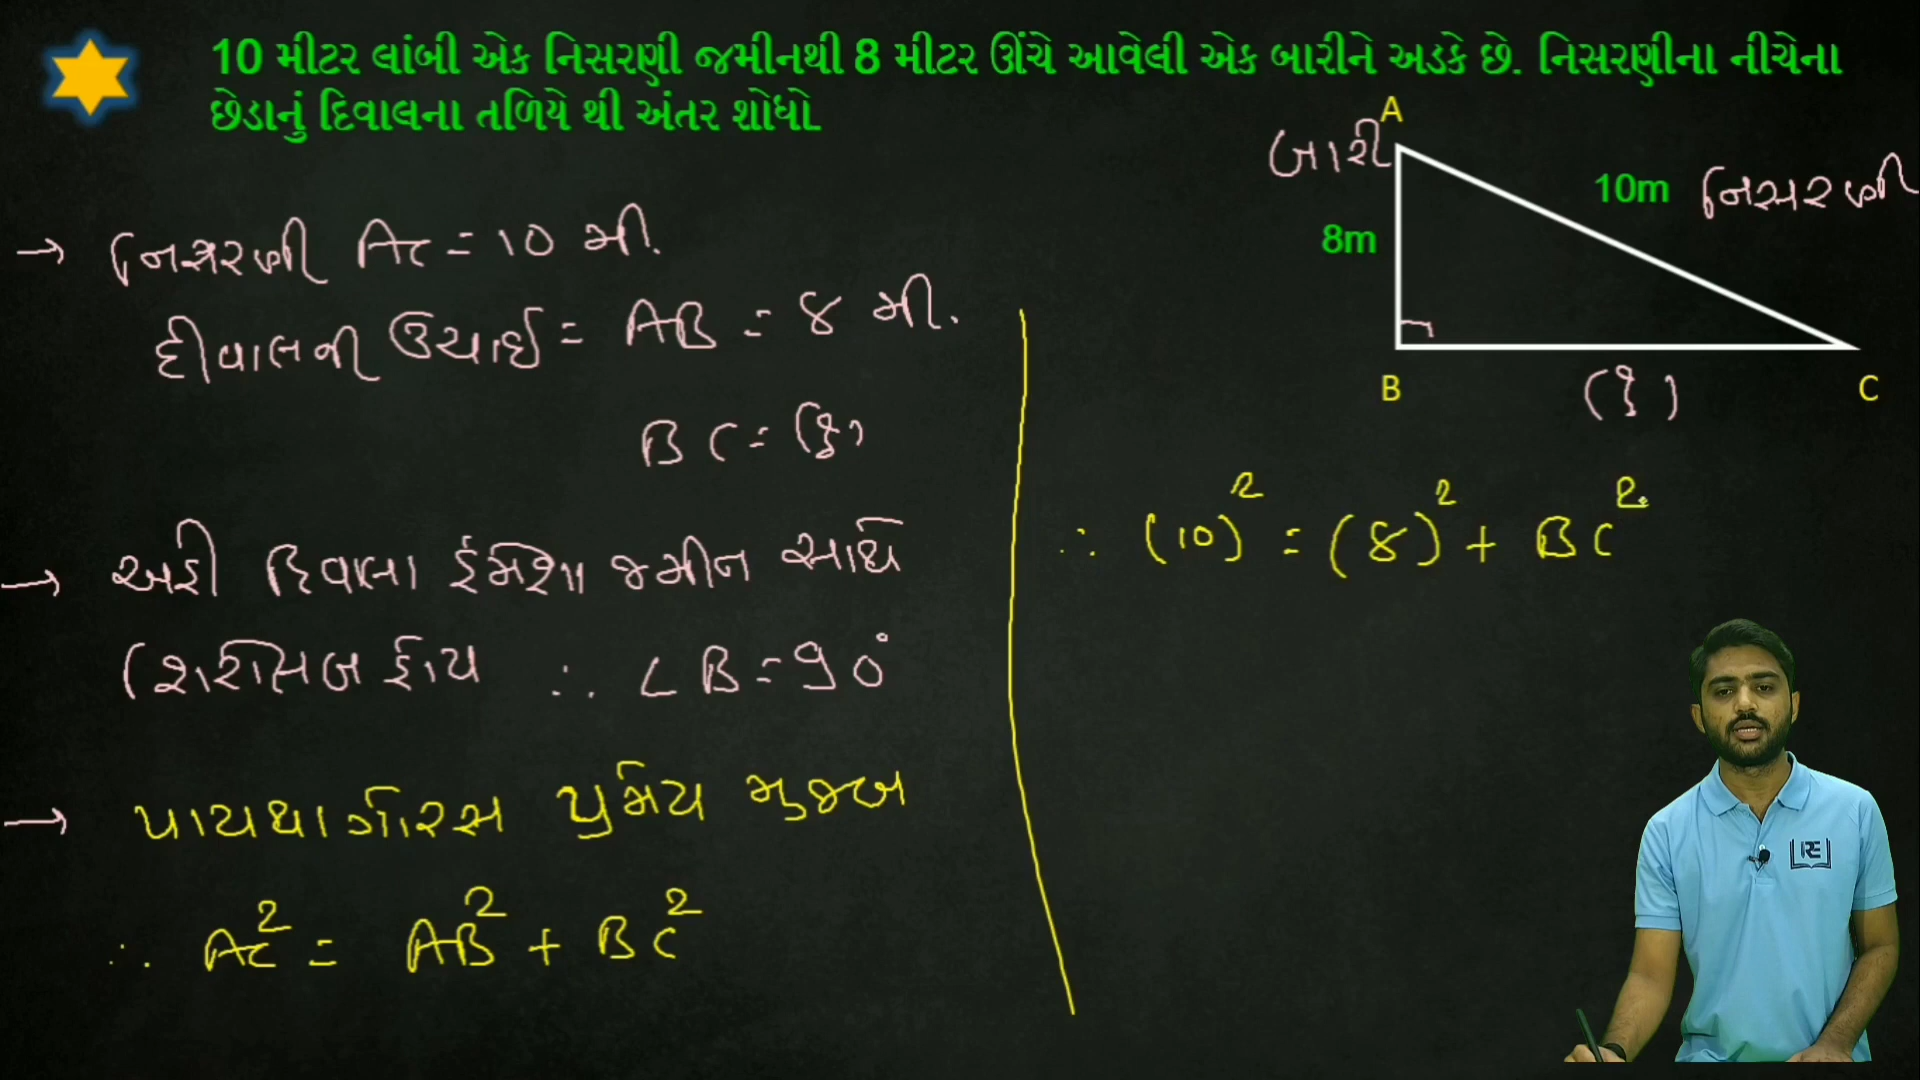 10 મીટર લાંબી એક નિસરણી જમીનથી 8 મીટર ઊંચે આવેલી એક બારીને અડકે છે. નિસરણીના નીચેના
છેડાનું દિવાલના તળિયે થી અંતર શોધો.
A
બારી
10m નિસરણી
8m
B (?) C
→ નિસરણી AC = 10 મી.
દીવાલની ઉચાઈ = AB = 8 મી.
BC = (?)
→ અહી દિવાલ હંમેશા જમીન સાથે
શિરોલંબ હોય ∴ ∠B = 90°
→ પાયથાગોરસ પ્રમેય મુજબ
∴ AC² = AB² + BC²
∴ (10)² = (8)² + BC²
RE